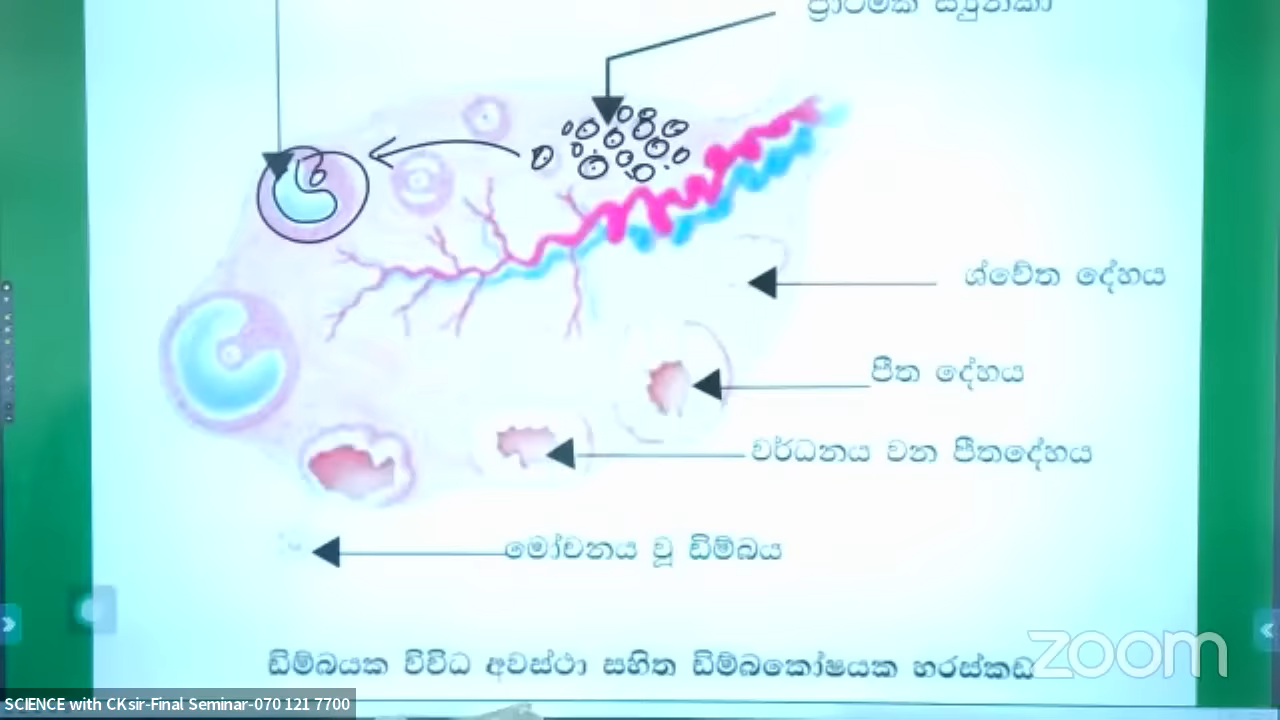 ප්‍රාථමික ස්‍යුනිකා
ශ්වේත දේහය
පීත දේහය
වර්ධනය වන පීතදේහය
මෝචනය වූ ඩිම්බය
ඩිම්බයක විවිධ අවස්ථා සහිත ඩිම්බකෝෂයක හරස්කඩ
zoom
SCIENCE with CKsir-Final Seminar-070 121 7700